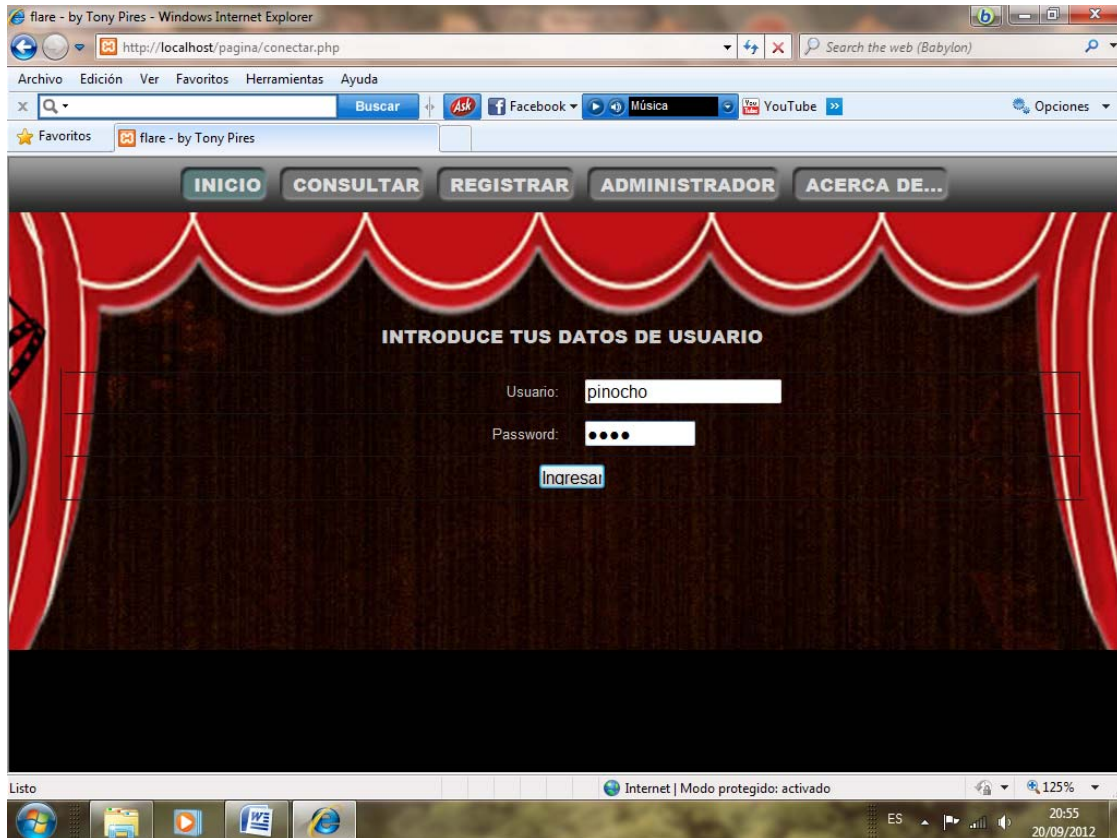 flare - by Tony Pires - Windows Internet Explorer
http://localhost/pagina/conectar.php
Search the web (Babylon)
Archivo Edición Ver Favoritos Herramientas Ayuda
Buscar Ask Facebook Música YouTube Opciones
Favoritos flare - by Tony Pires
INICIO CONSULTAR REGISTRAR ADMINISTRADOR ACERCA DE...
INTRODUCE TUS DATOS DE USUARIO
Usuario: pinocho
Password: ●●●●
Ingresar
Listo Internet | Modo protegido: activado 125%
ES 20:55
20/09/2012